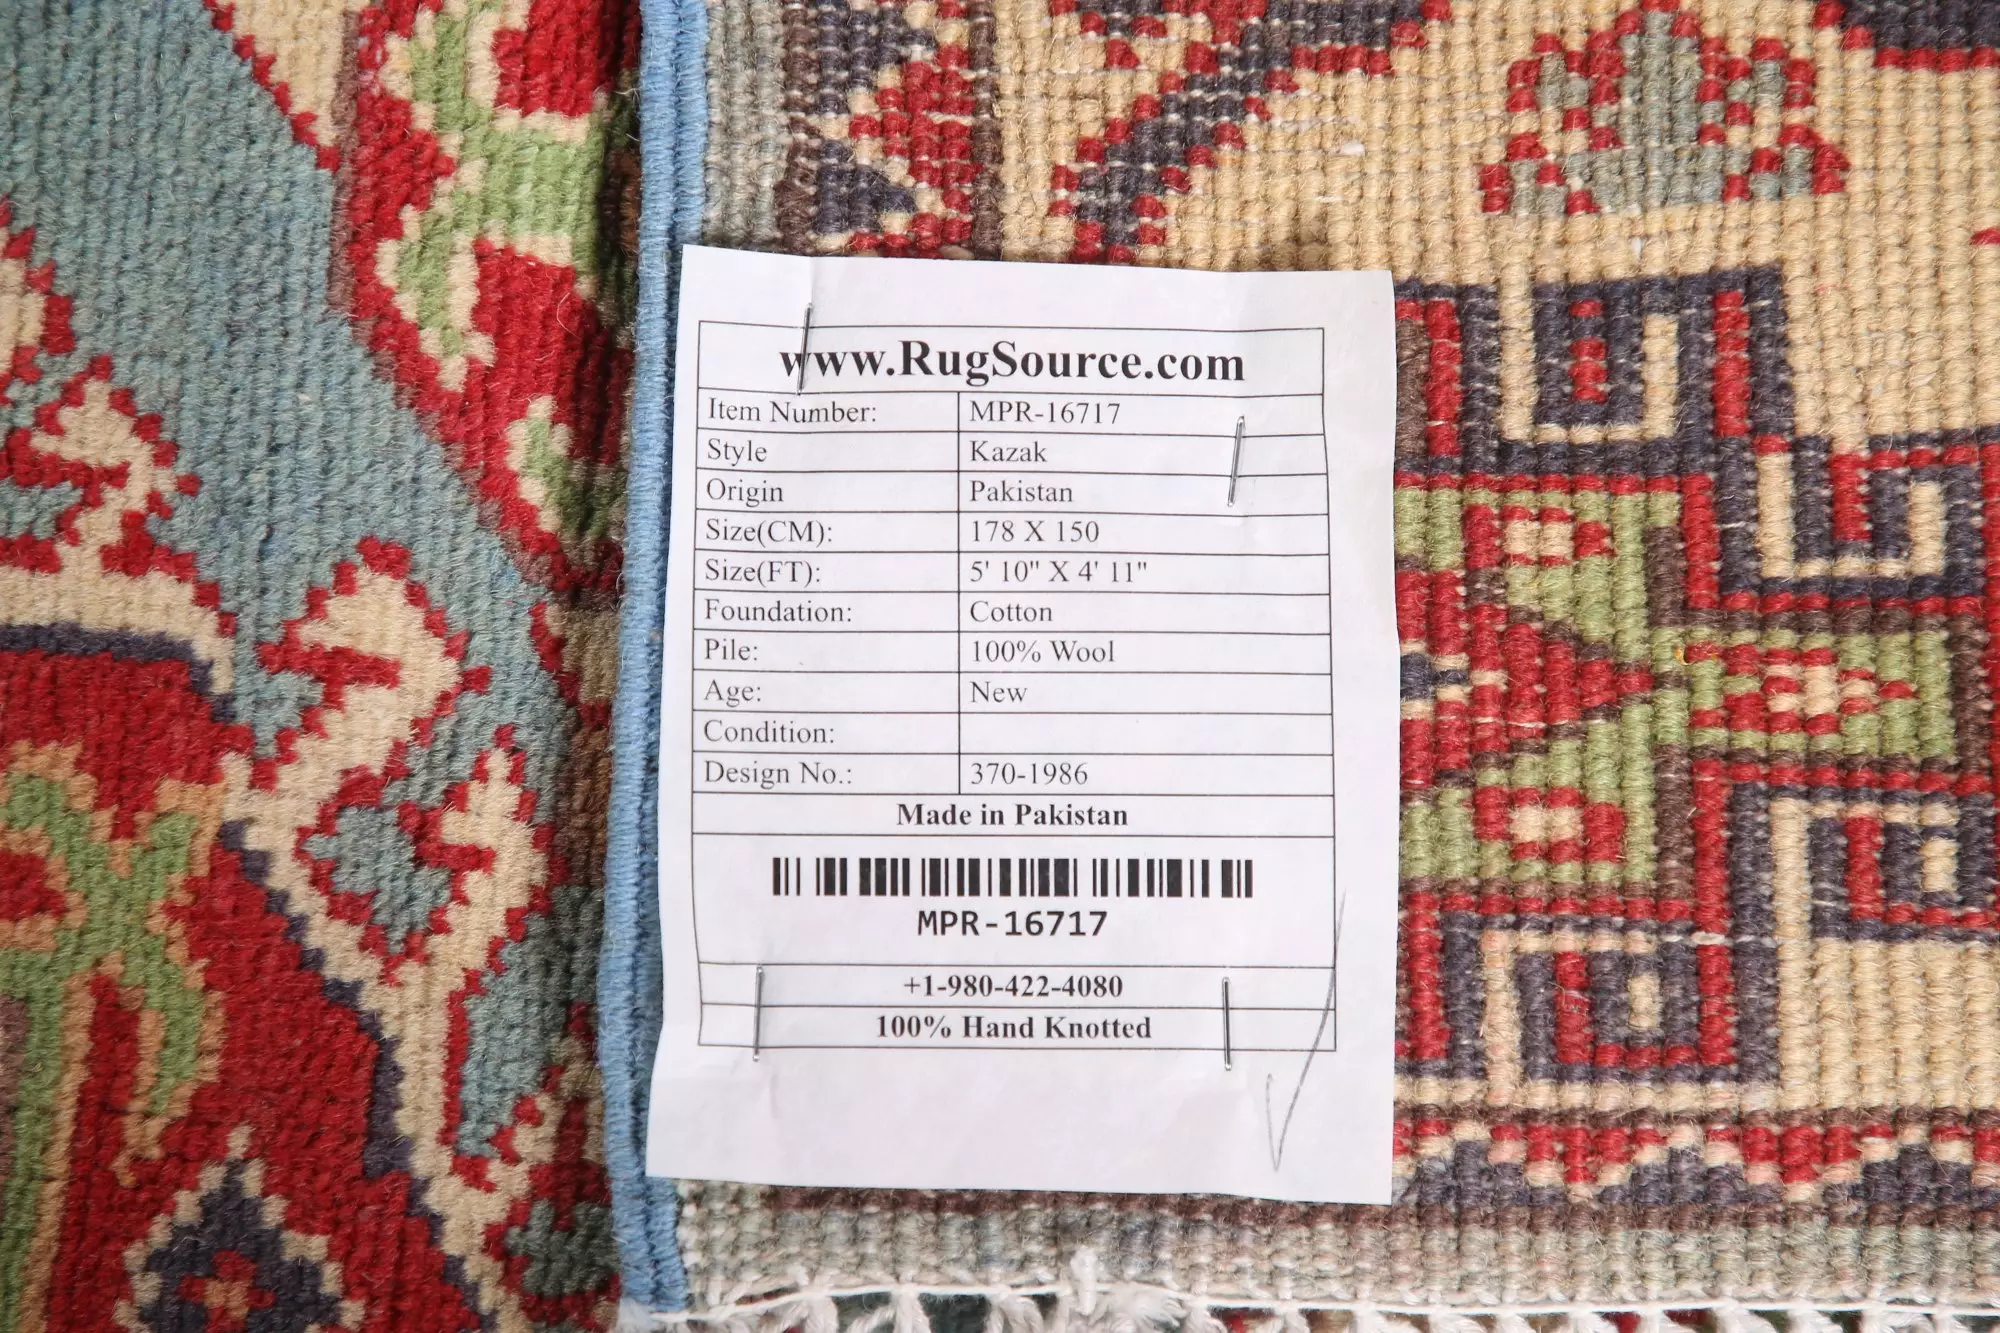 www.RugSource.com
Item Number: MPR-16717
Style Kazak
Origin Pakistan
Size(CM): 178 X 150
Size(FT): 5' 10" X 4' 11"
Foundation: Cotton
Pile: 100% Wool
Age: New
Condition:
Design No.: 370-1986
Made in Pakistan
MPR-16717
+1-980-422-4080
100% Hand Knotted